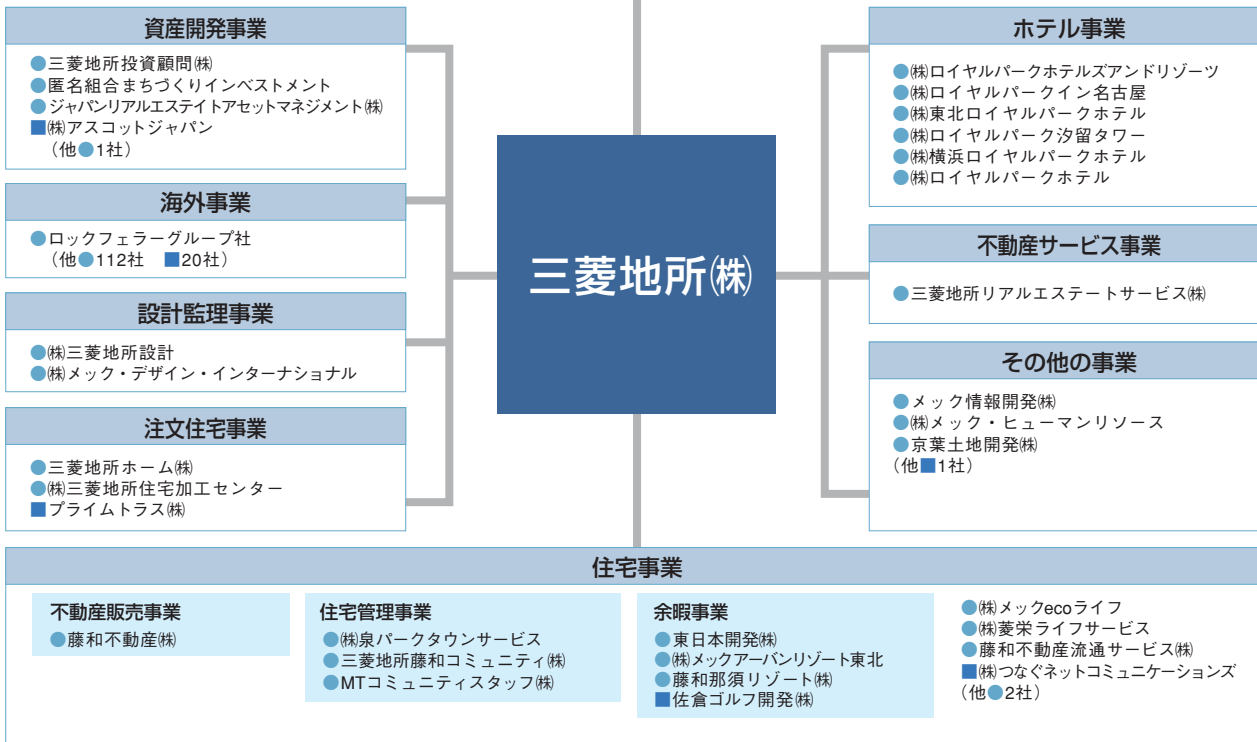 資産開発事業
●三菱地所投資顧問㈱
●匿名組合まちづくりインベストメント
●ジャパンリアルエステイトアセットマネジメント㈱
■㈱アスコットジャパン
（他●1社）
海外事業
●ロックフェラーグループ社
（他●112社　■20社）
設計監理事業
●㈱三菱地所設計
●㈱メック・デザイン・インターナショナル
注文住宅事業
●三菱地所ホーム㈱
●㈱三菱地所住宅加工センター
■プライムトラス㈱
三菱地所㈱
ホテル事業
●㈱ロイヤルパークホテルズアンドリゾーツ
●㈱ロイヤルパークイン名古屋
●㈱東北ロイヤルパークホテル
●㈱ロイヤルパーク汐留タワー
●㈱横浜ロイヤルパークホテル
●㈱ロイヤルパークホテル
不動産サービス事業
●三菱地所リアルエステートサービス㈱
その他の事業
●メック情報開発㈱
●㈱メック・ヒューマンリソース
●京葉土地開発㈱
（他■1社）
住宅事業
不動産販売事業
●藤和不動産㈱
住宅管理事業
●㈱泉パークタウンサービス
●三菱地所藤和コミュニティ㈱
●MTコミュニティスタッフ㈱
余暇事業
●東日本開発㈱
●㈱メックアーバンリゾート東北
●藤和那須リゾート㈱
■佐倉ゴルフ開発㈱
●㈱メックecoライフ
●㈱菱栄ライフサービス
●藤和不動産流通サービス㈱
■㈱つなぐネットコミュニケーションズ
（他●2社）